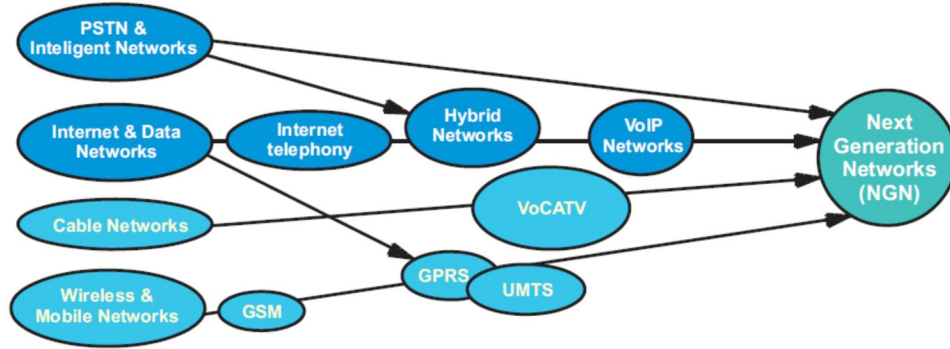 PSTN &
Inteligent Networks
Internet & Data
Networks
Internet
telephony
Hybrid
Networks
VoIP
Networks
Next
Generation
Networks
(NGN)
Cable Networks
VoCATV
Wireless &
Mobile Networks
GSM
GPRS
UMTS